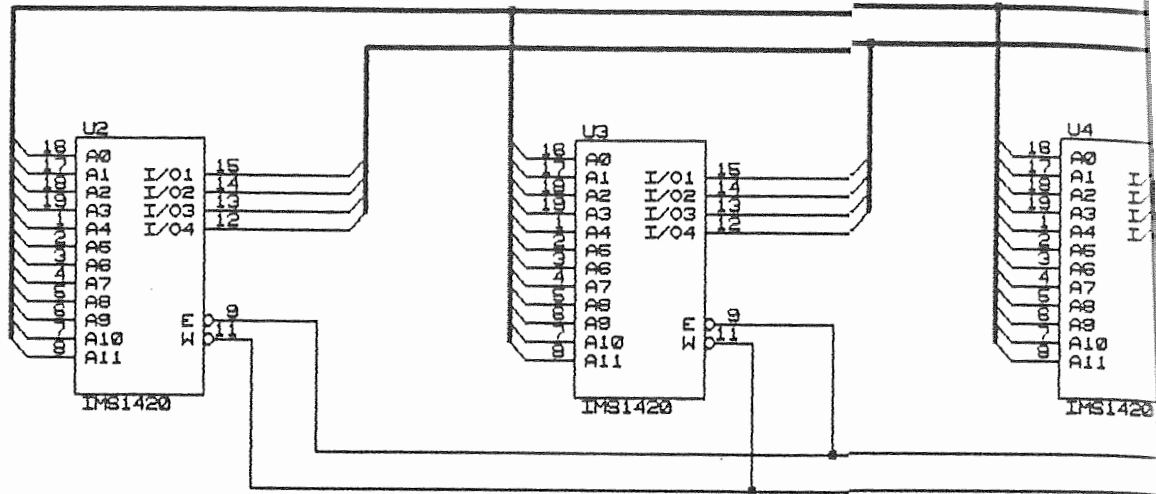 U2
16 A0
17 A1
18 A2
19 A3
1 A4
2 A5
3 A6
4 A7
5 A8
6 A9
7 A10
8 A11
I/O1 15
I/O2 14
I/O3 13
I/O4 12
E 9
W 11
IMS1420
U3
16 A0
17 A1
18 A2
19 A3
1 A4
2 A5
3 A6
4 A7
5 A8
6 A9
7 A10
8 A11
I/O1 15
I/O2 14
I/O3 13
I/O4 12
E 9
W 11
IMS1420
U4
16 A0
17 A1
18 A2
19 A3
1 A4
2 A5
3 A6
4 A7
5 A8
6 A9
7 A10
8 A11
I/
I/
I/
I/
IMS1420